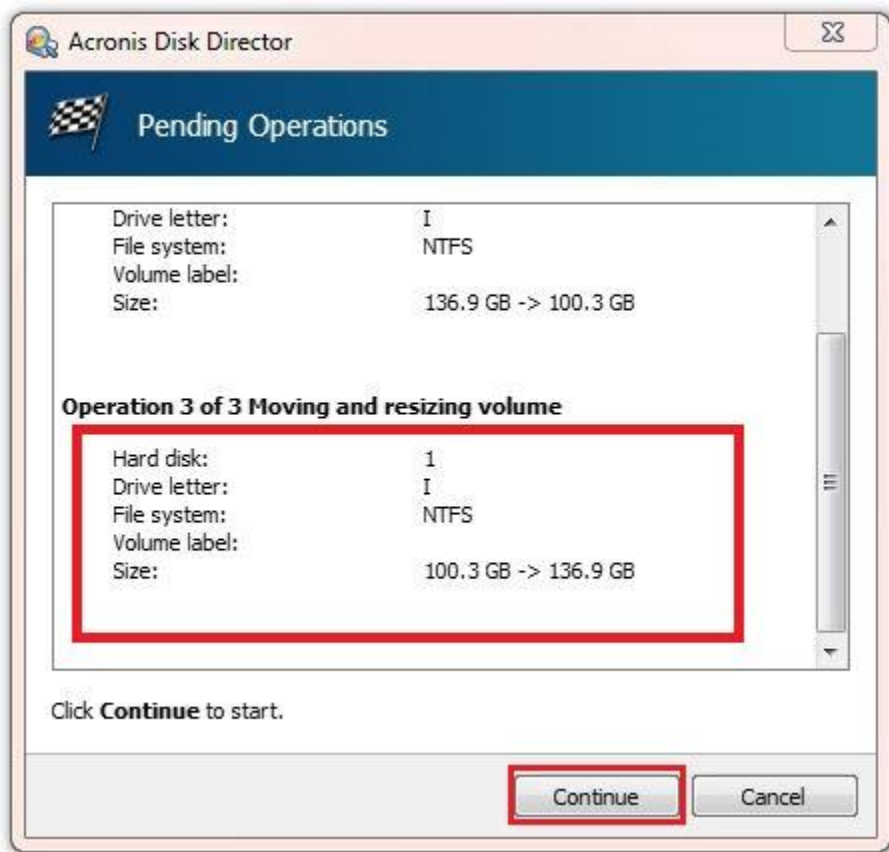 Acronis Disk Director
Pending Operations
Drive letter: I
File system: NTFS
Volume label:
Size: 136.9 GB -> 100.3 GB
Operation 3 of 3 Moving and resizing volume
Hard disk: 1
Drive letter: I
File system: NTFS
Volume label:
Size: 100.3 GB -> 136.9 GB
Click Continue to start.
Continue Cancel